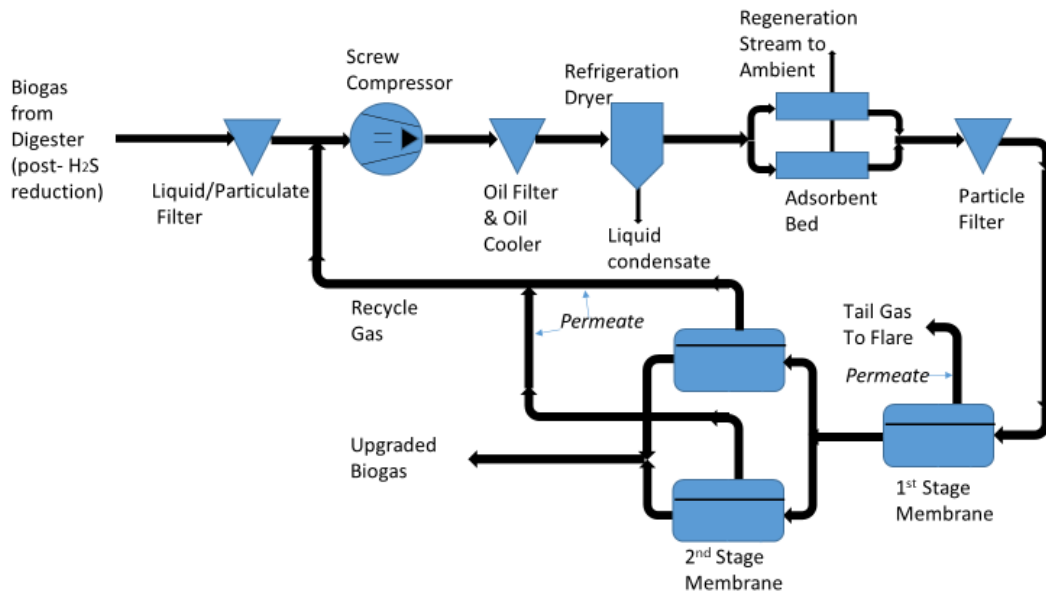 Biogas
from
Digester
(post- H2S
reduction)
Liquid/Particulate
Filter
Screw
Compressor
Oil Filter
& Oil
Cooler
Refrigeration
Dryer
Liquid
condensate
Regeneration
Stream to
Ambient
Adsorbent
Bed
Particle
Filter
Recycle
Gas
Permeate
Tail Gas
To Flare
Permeate
Upgraded
Biogas
1st Stage
Membrane
2nd Stage
Membrane